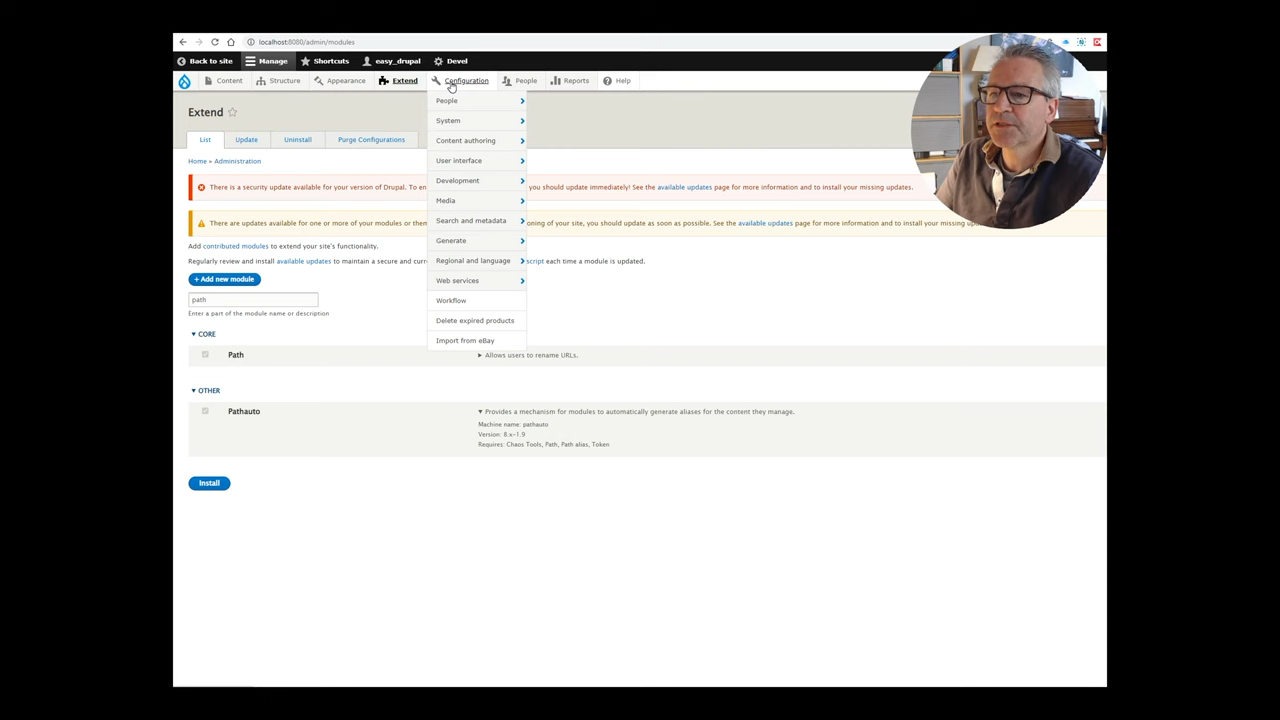 localhost:8080/admin/modules
Back to site Manage Shortcuts easy_drupal Devel
Content Structure Appearance Extend Configuration People Reports Help
People
Extend
System
List Update Uninstall Purge Configurations
Content authoring
Home » Administration
User interface
Development
There is a security update available for your version of Drupal. To en you should update immediately! See the available updates page for more information and to install your missing updates.
Media
There are updates available for one or more of your modules or them oning of your site, you should update as soon as possible. See the available updates page for more information and to install your missing up
Search and metadata
Generate
Add contributed modules to extend your site's functionality.
Regional and language
Regularly review and install available updates to maintain a secure and curr script each time a module is updated.
+ Add new module
Web services
path
Workflow
Enter a part of the module name or description
Delete expired products
CORE
Import from eBay
Path Allows users to rename URLs.
OTHER
Pathauto Provides a mechanism for modules to automatically generate aliases for the content they manage.
Machine name: pathauto
Version: 8.x-1.9
Requires: Chaos Tools, Path, Path alias, Token
Install